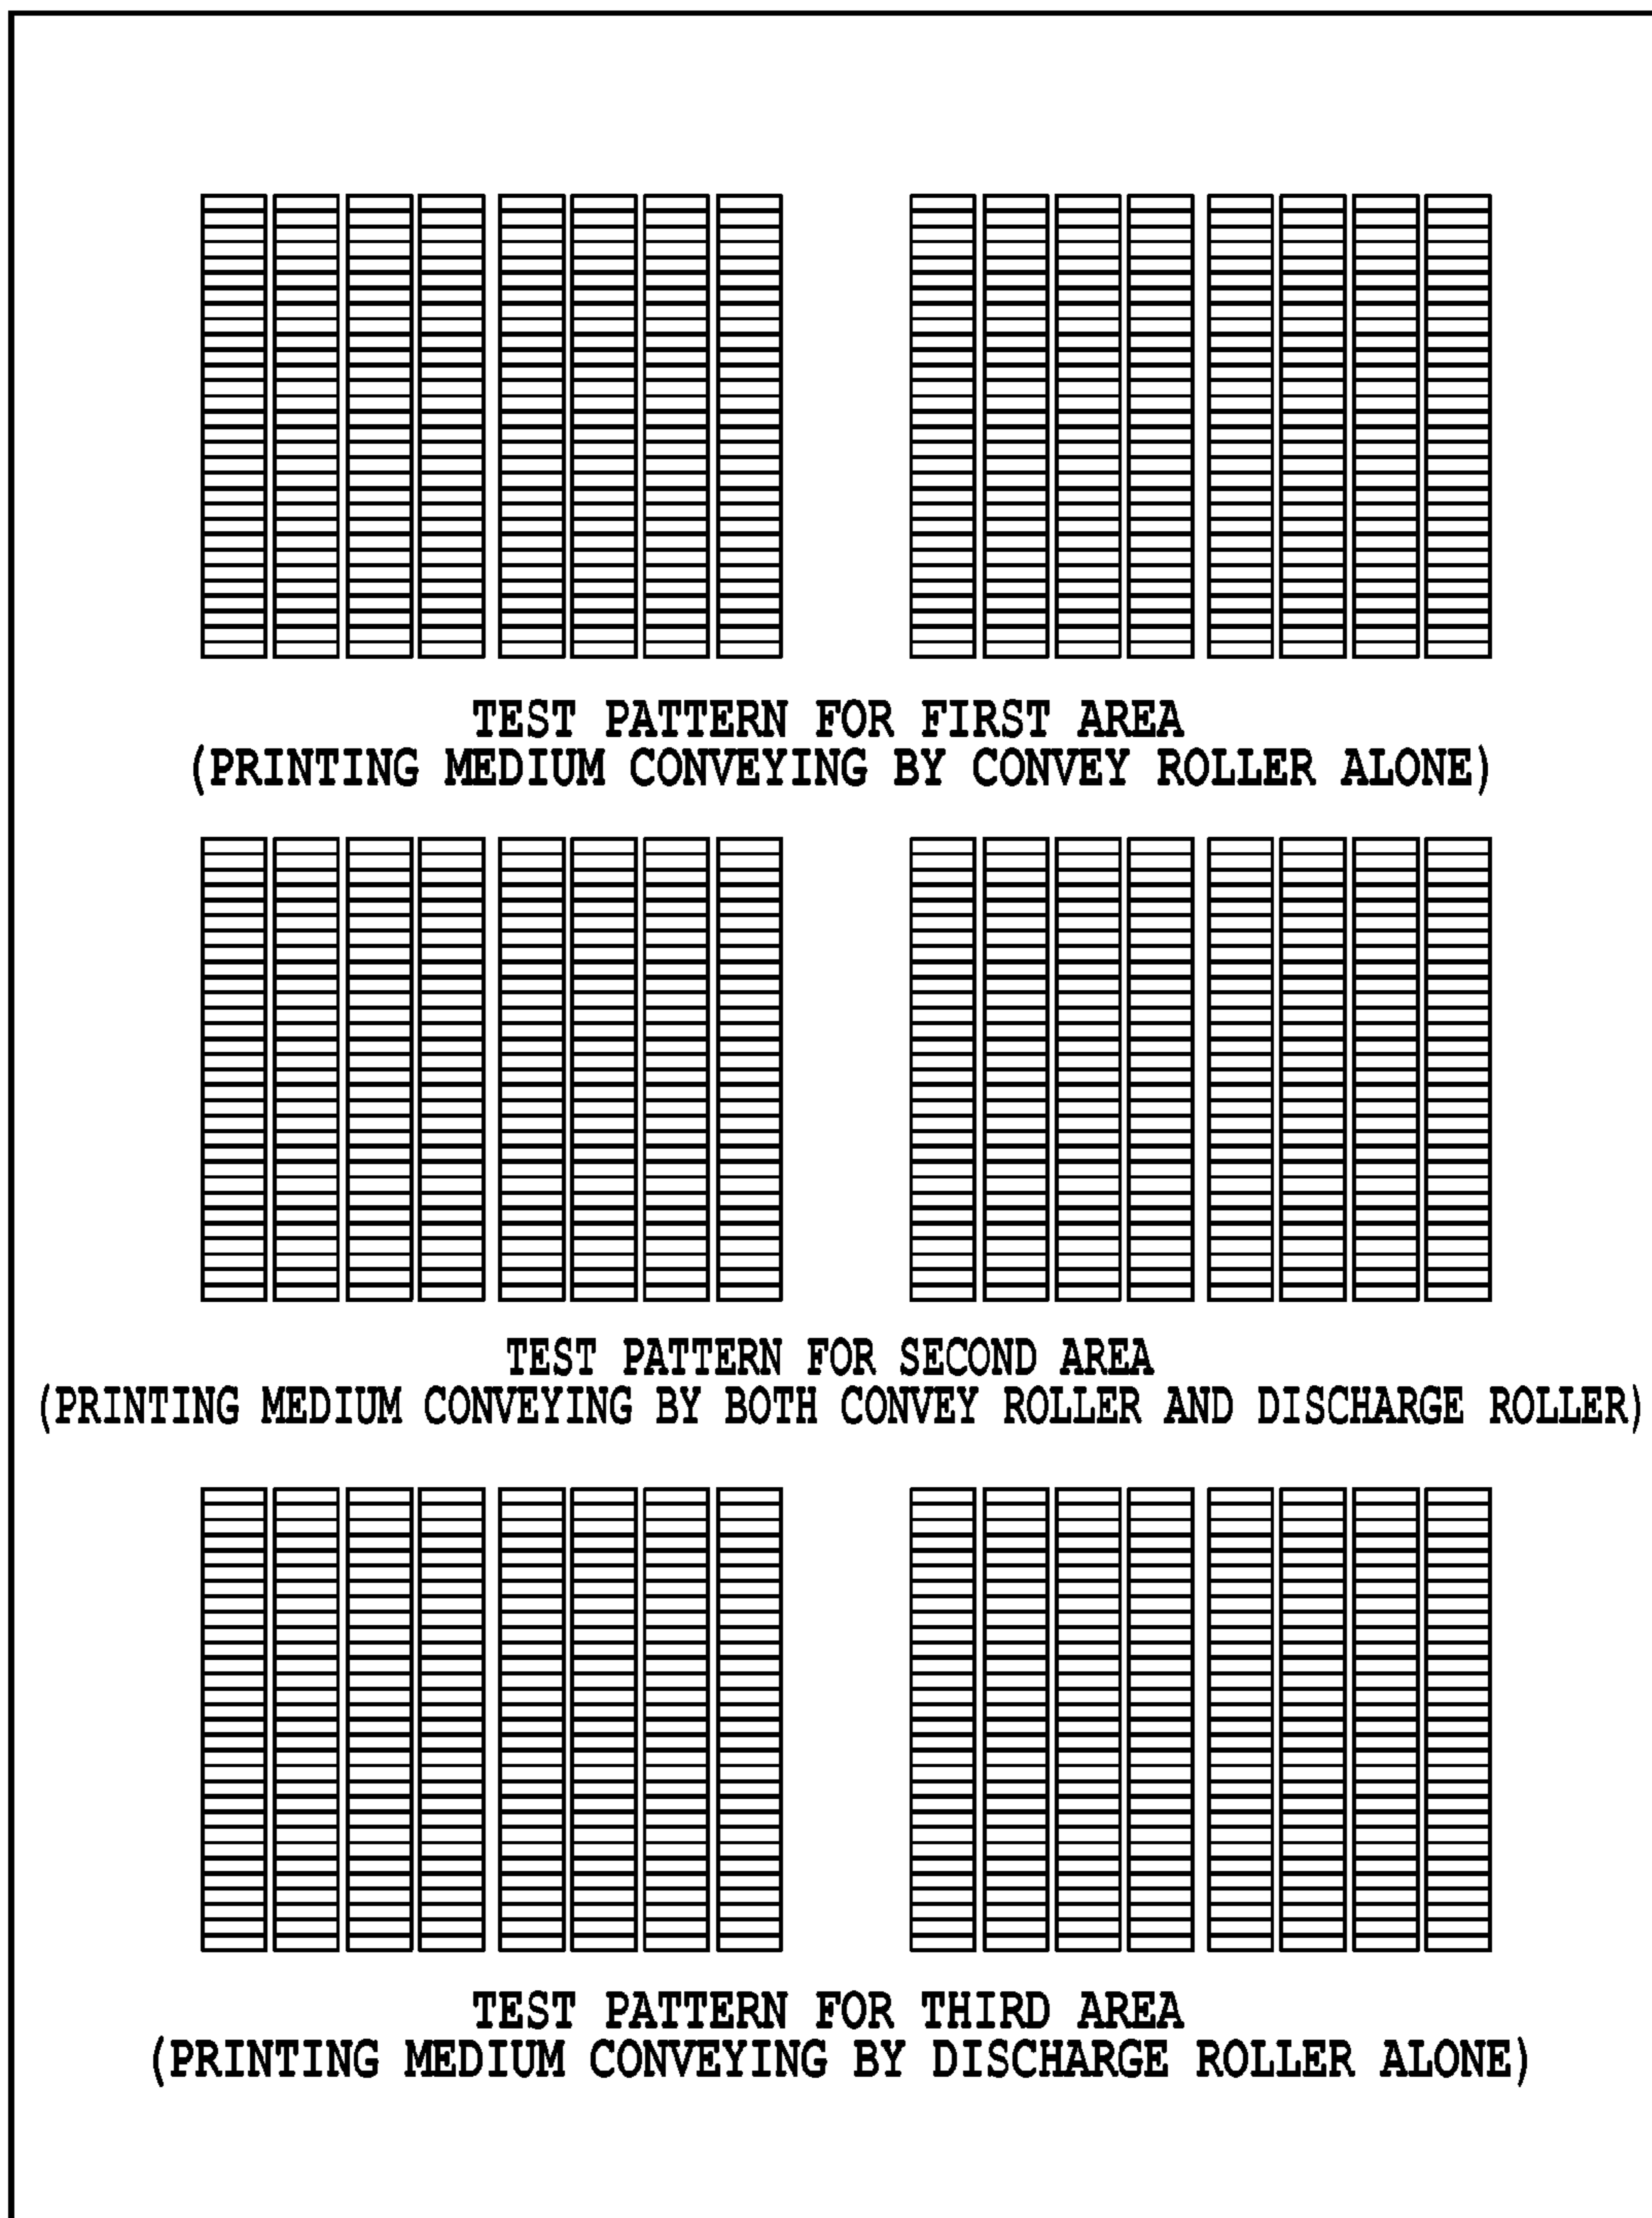 TEST PATTERN FOR FIRST AREA
(PRINTING MEDIUM CONVEYING BY CONVEY ROLLER ALONE)
TEST PATTERN FOR SECOND AREA
(PRINTING MEDIUM CONVEYING BY BOTH CONVEY ROLLER AND DISCHARGE ROLLER)
TEST PATTERN FOR THIRD AREA
(PRINTING MEDIUM CONVEYING BY DISCHARGE ROLLER ALONE)